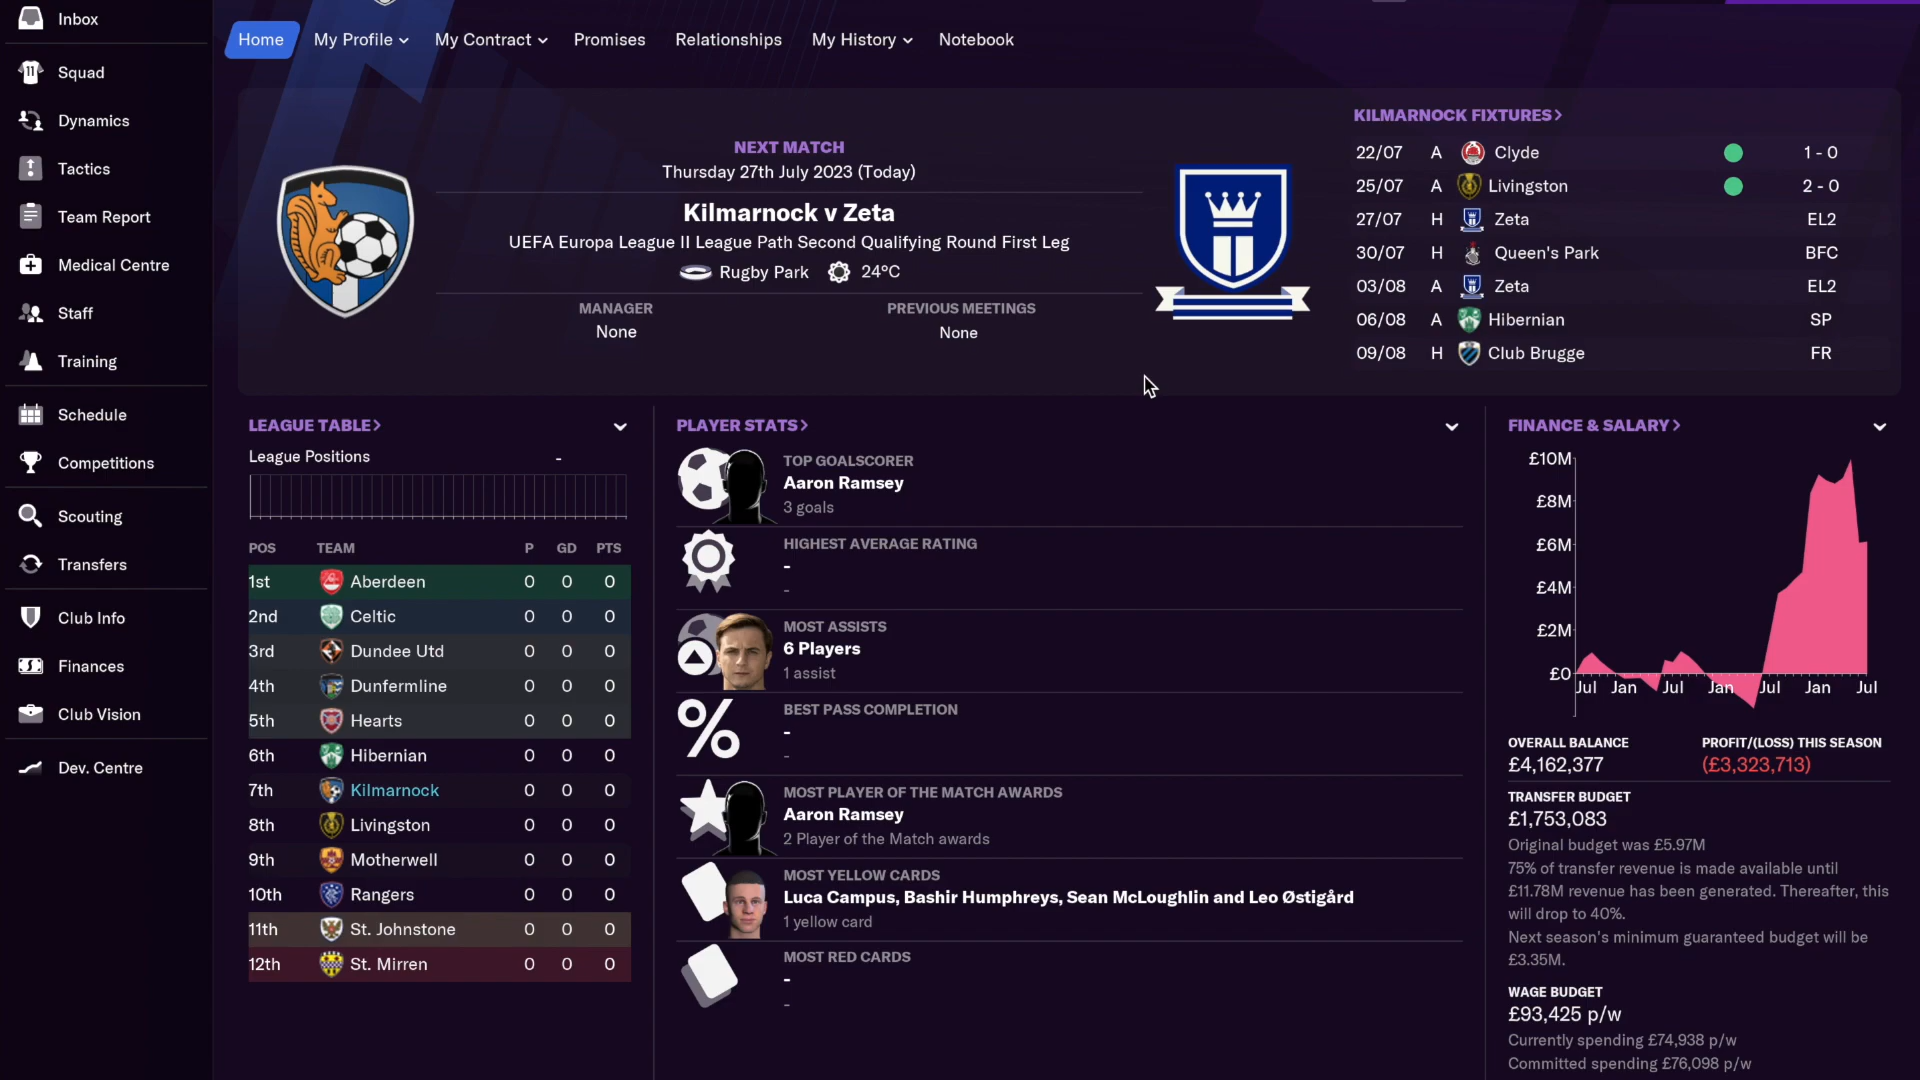 Inbox
Squad
Dynamics
Tactics
Team Report
Medical Centre
Staff
Training
Schedule
Competitions
Scouting
Transfers
Club Info
Finances
Club Vision
Dev. Centre
Home My Profile My Contract Promises Relationships My History Notebook
NEXT MATCH
Thursday 27th July 2023 (Today)
Kilmarnock v Zeta
UEFA Europa League II League Path Second Qualifying Round First Leg
Rugby Park 24°C
MANAGER PREVIOUS MEETINGS
None None
KILMARNOCK FIXTURES>
22/07 A Clyde 1 - 0
25/07 A Livingston 2 - 0
27/07 H Zeta EL2
30/07 H Queen's Park BFC
03/08 A Zeta EL2
06/08 A Hibernian SP
09/08 H Club Brugge FR
LEAGUE TABLE>
League Positions -
POS TEAM P GD PTS
1st Aberdeen 0 0 0
2nd Celtic 0 0 0
3rd Dundee Utd 0 0 0
4th Dunfermline 0 0 0
5th Hearts 0 0 0
6th Hibernian 0 0 0
7th Kilmarnock 0 0 0
8th Livingston 0 0 0
9th Motherwell 0 0 0
10th Rangers 0 0 0
11th St. Johnstone 0 0 0
12th St. Mirren 0 0 0
PLAYER STATS>
TOP GOALSCORER
Aaron Ramsey
3 goals
HIGHEST AVERAGE RATING
-
-
MOST ASSISTS
6 Players
1 assist
%
BEST PASS COMPLETION
-
-
MOST PLAYER OF THE MATCH AWARDS
Aaron Ramsey
2 Player of the Match awards
MOST YELLOW CARDS
Luca Campus, Bashir Humphreys, Sean McLoughlin and Leo Østigård
1 yellow card
MOST RED CARDS
-
-
FINANCE & SALARY>
£10M
£8M
£6M
£4M
£2M
£0
Jul Jan Jul Jan Jul Jan Jul
OVERALL BALANCE PROFIT/(LOSS) THIS SEASON
£4,162,377 (£3,323,713)
TRANSFER BUDGET
£1,753,083
Original budget was £5.97M
75% of transfer revenue is made available until
£11.78M revenue has been generated. Thereafter, this
will drop to 40%.
Next season's minimum guaranteed budget will be
£3.35M.
WAGE BUDGET
£93,425 p/w
Currently spending £74,938 p/w
Committed spending £76,098 p/w